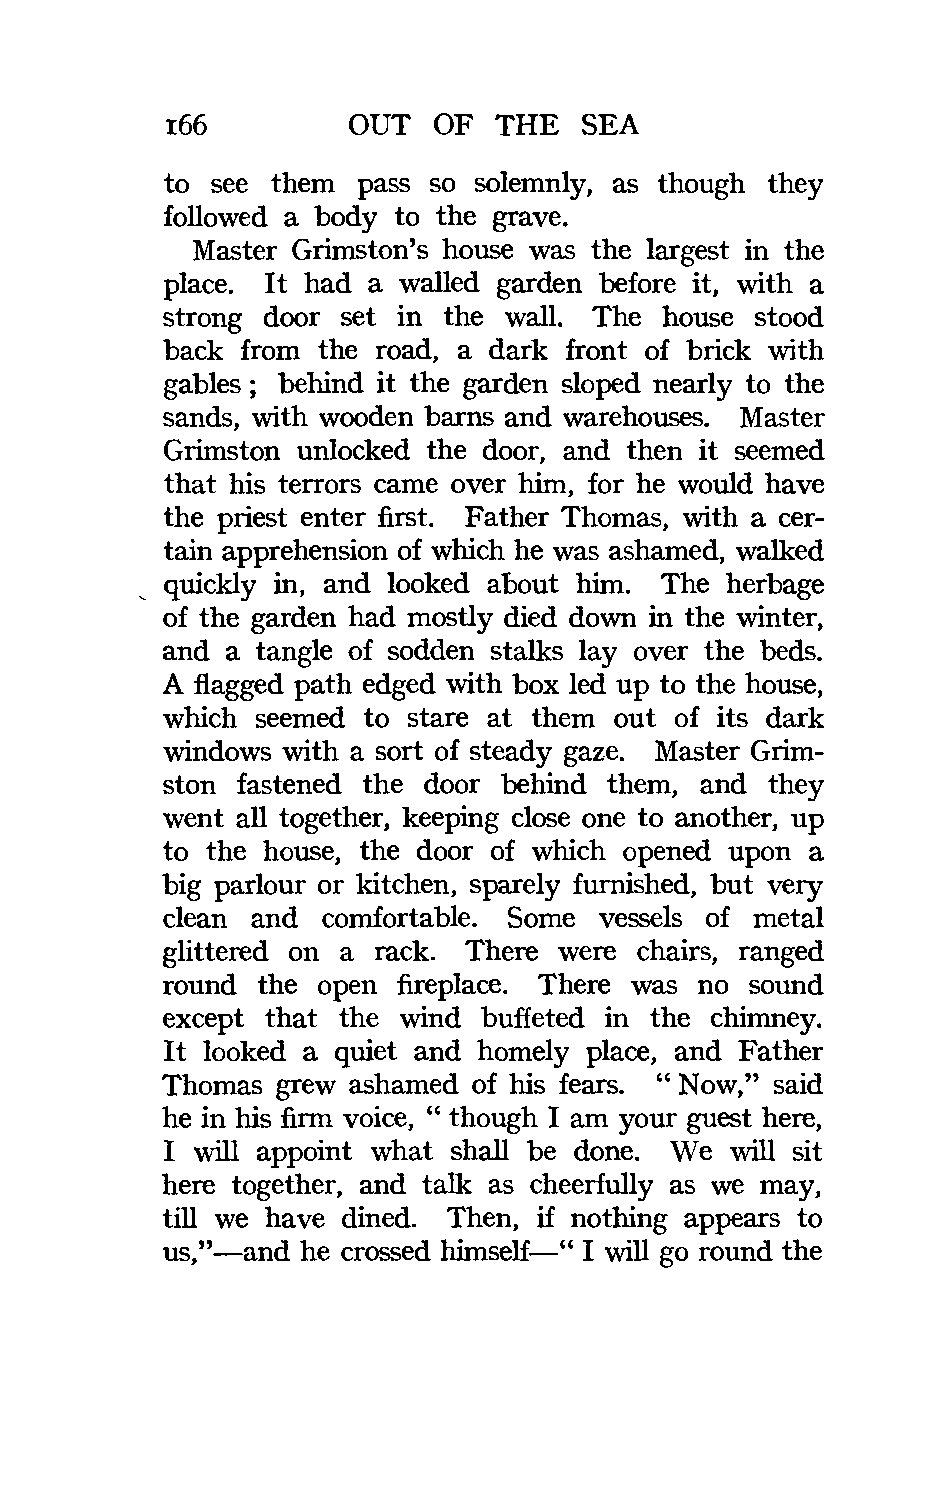 166 OUT OF THE SEA
to see them pass so solemnly, as though they
followed a body to the grave.
Master Grimston's house was the largest in the
place. It had a walled garden before it, with a
strong door set in the wall. The house stood
back from the road, a dark front of brick with
gables ; behind it the garden sloped nearly to the
sands, with wooden barns and warehouses. Master
Grimston unlocked the door, and then it seemed
that his terrors came over him, for he would have
the priest enter first. Father Thomas, with a cer-
tain apprehension of which he was ashamed, walked
quickly in, and looked about him. The herbage
of the garden had mostly died down in the winter,
and a tangle of sodden stalks lay over the beds.
A flagged path edged with box led up to the house,
which seemed to stare at them out of its dark
windows with a sort of steady gaze. Master Grim-
ston fastened the door behind them, and they
went all together, keeping close one to another, up
to the house, the door of which opened upon a
big parlour or kitchen, sparely furnished, but very
clean and comfortable. Some vessels of metal
glittered on a rack. There were chairs, ranged
round the open fireplace. There was no sound
except that the wind buffeted in the chimney.
It looked a quiet and homely place, and Father
Thomas grew ashamed of his fears. “ Now,” said
he in his firm voice, “ though I am your guest here,
I will appoint what shall be done. We will sit
here together, and talk as cheerfully as we may,
till we have dined. Then, if nothing appears to
us,”—and he crossed himself—“ I will go round the